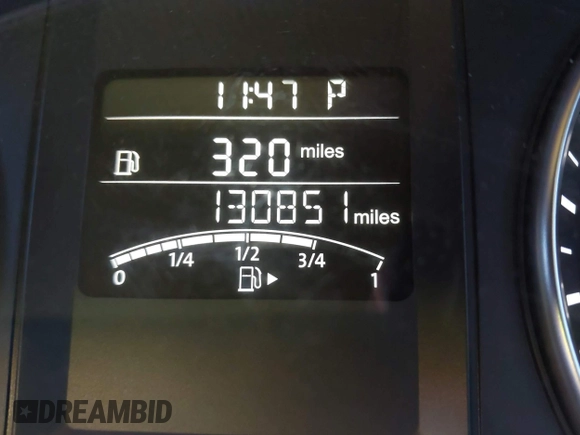 11:47 P
320 miles
130851 miles
0 1/4 1/2 3/4 1
DREAMBID